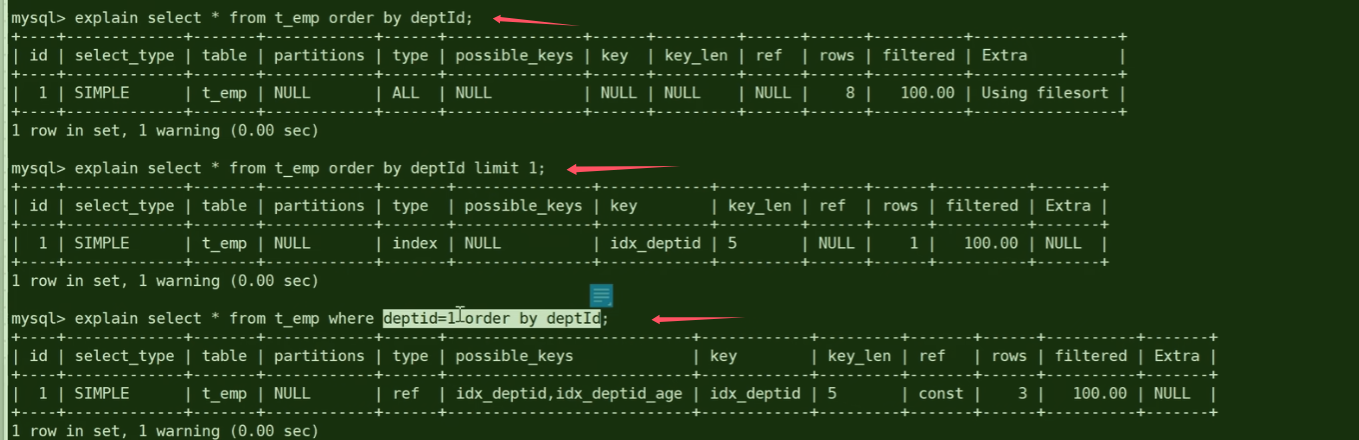 mysql> explain select * from t_emp order by deptId;
+----+-------------+-------+------------+------+---------------+------+---------+------+------+----------+----------------+
| id | select_type | table | partitions | type | possible_keys | key | key_len | ref | rows | filtered | Extra |
+----+-------------+-------+------------+------+---------------+------+---------+------+------+----------+----------------+
| 1 | SIMPLE | t_emp | NULL | ALL | NULL | NULL | NULL | NULL | 8 | 100.00 | Using filesort |
+----+-------------+-------+------------+------+---------------+------+---------+------+------+----------+----------------+
1 row in set, 1 warning (0.00 sec)
mysql> explain select * from t_emp order by deptId limit 1;
+----+-------------+-------+------------+-------+---------------+------------+---------+------+------+----------+-------+
| id | select_type | table | partitions | type | possible_keys | key | key_len | ref | rows | filtered | Extra |
+----+-------------+-------+------------+-------+---------------+------------+---------+------+------+----------+-------+
| 1 | SIMPLE | t_emp | NULL | index | NULL | idx_deptid | 5 | NULL | 1 | 100.00 | NULL |
+----+-------------+-------+------------+-------+---------------+------------+---------+------+------+----------+-------+
1 row in set, 1 warning (0.00 sec)
mysql> explain select * from t_emp where deptid=1 order by deptId;
+----+-------------+-------+------------+------+---------------------------+------------+---------+-------+------+----------+-------+
| id | select_type | table | partitions | type | possible_keys | key | key_len | ref | rows | filtered | Extra |
+----+-------------+-------+------------+------+---------------------------+------------+---------+-------+------+----------+-------+
| 1 | SIMPLE | t_emp | NULL | ref | idx_deptid,idx_deptid_age | idx_deptid | 5 | const | 3 | 100.00 | NULL |
+----+-------------+-------+------------+------+---------------------------+------------+---------+-------+------+----------+-------+
1 row in set, 1 warning (0.00 sec)